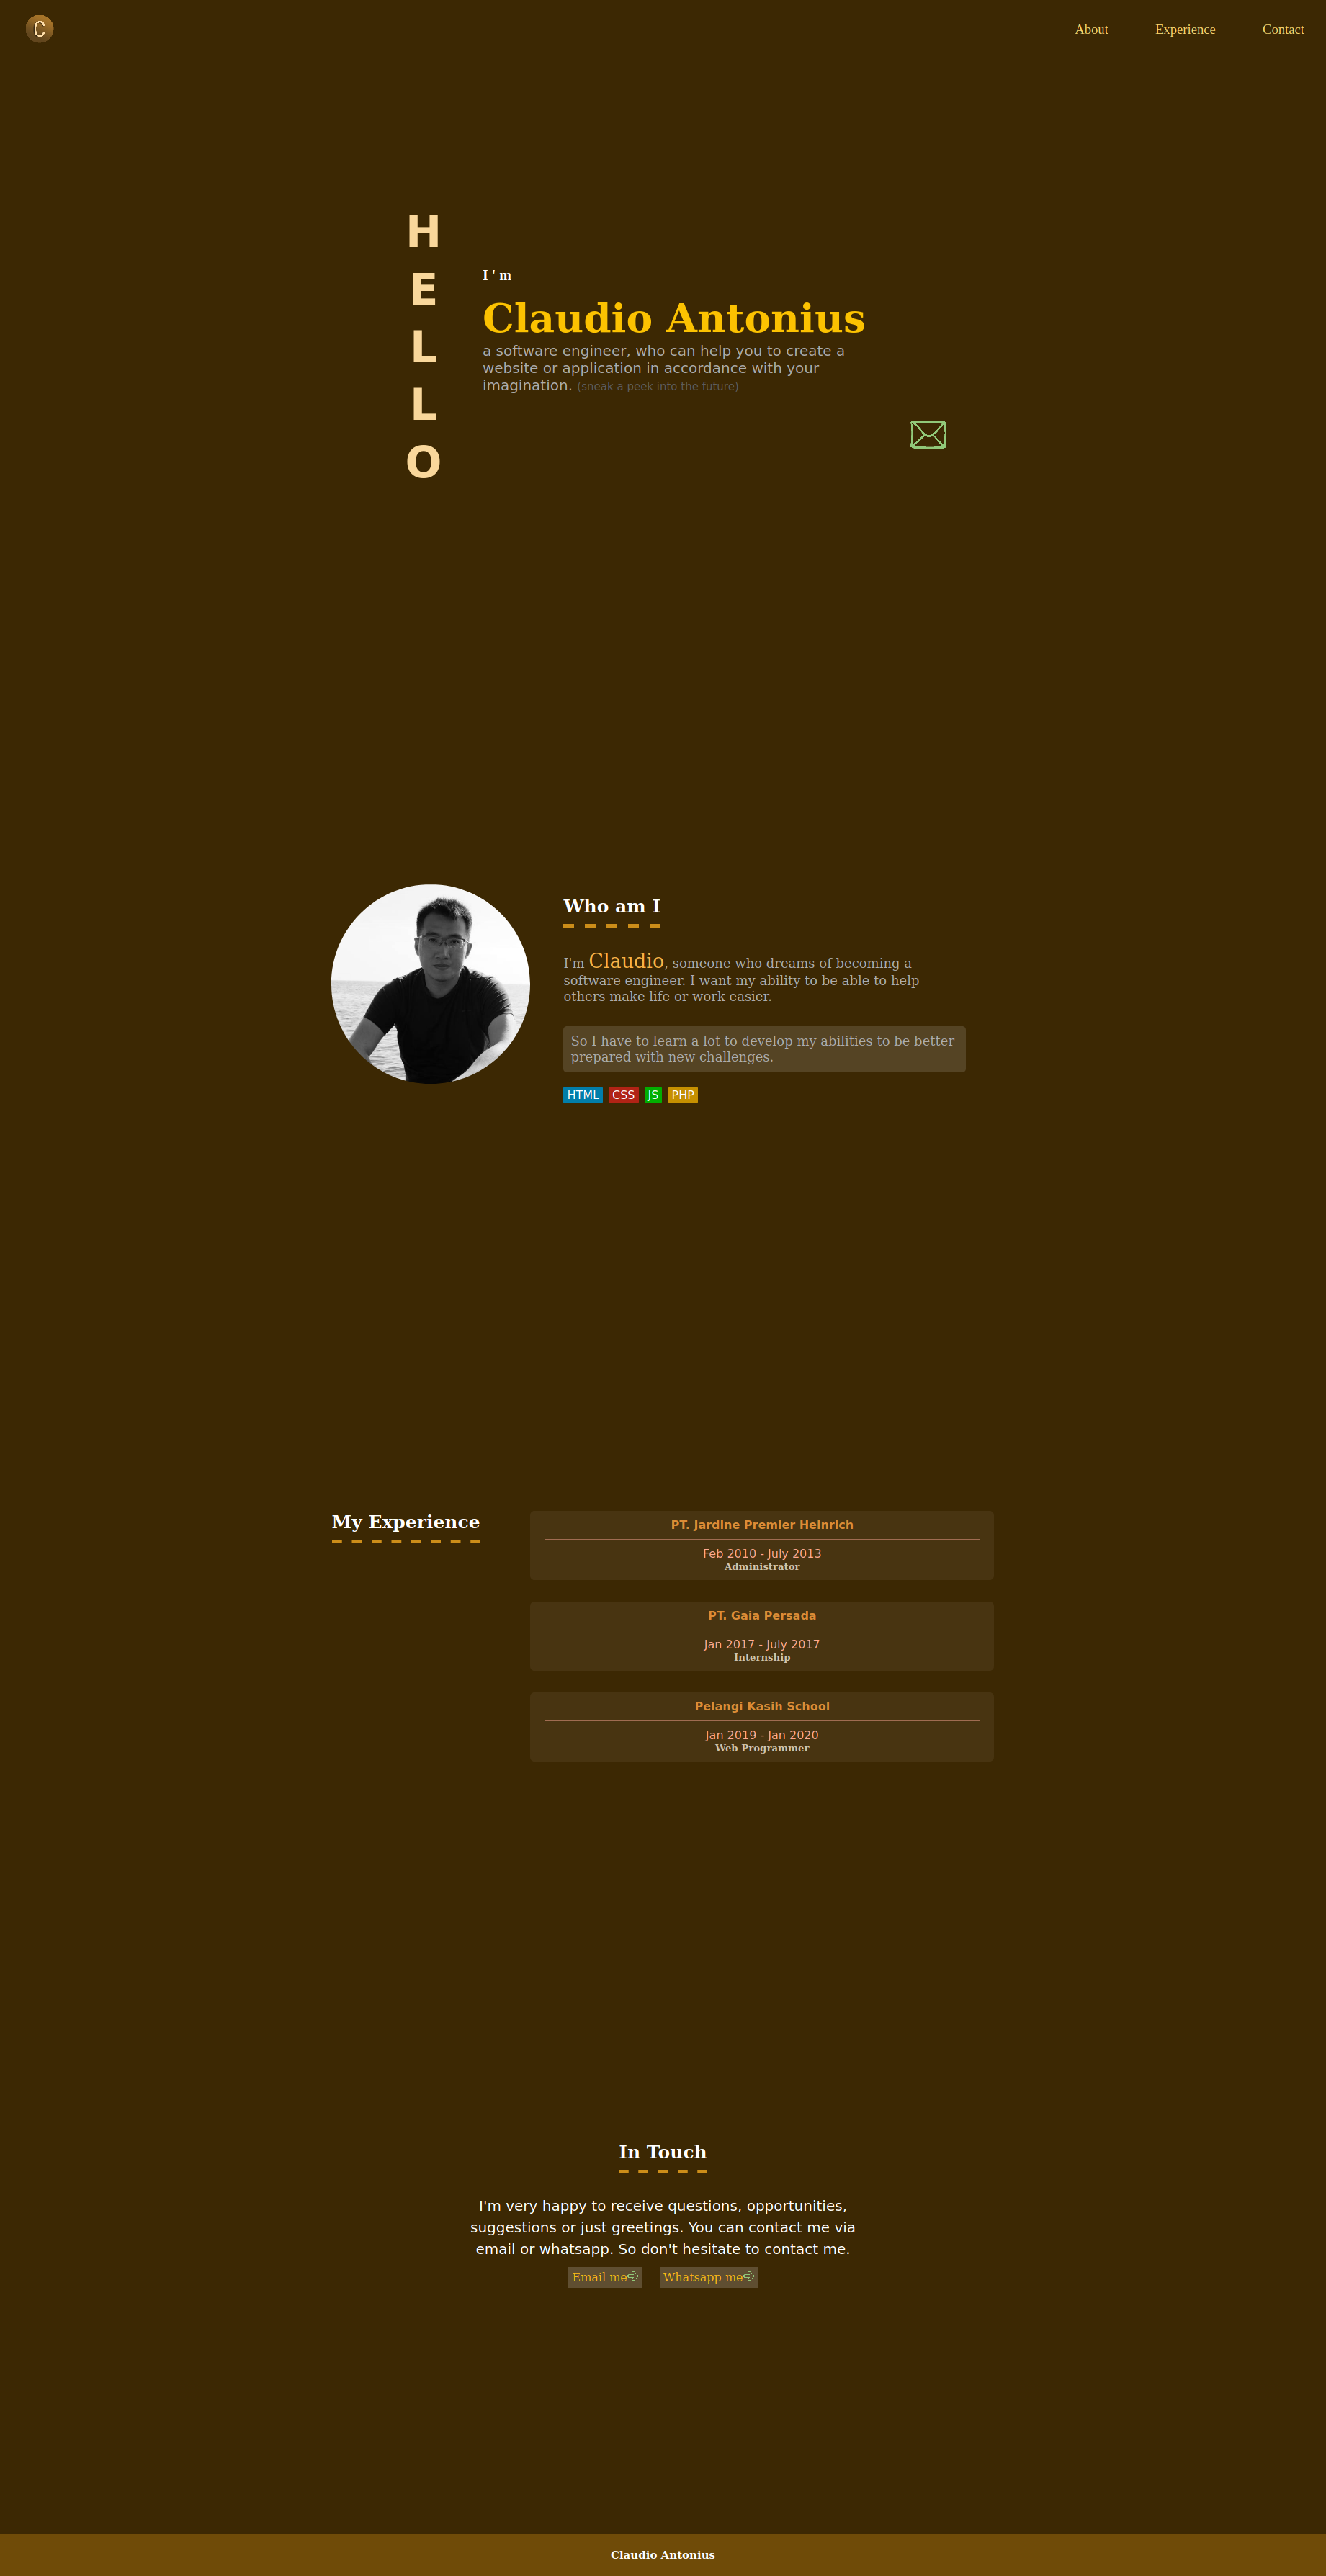 C
About Experience Contact
H
E
L
L
O
I ' m
Claudio Antonius
a software engineer, who can help you to create a
website or application in accordance with your
imagination. (sneak a peek into the future)
Who am I
I'm Claudio, someone who dreams of becoming a
software engineer. I want my ability to be able to help
others make life or work easier.
So I have to learn a lot to develop my abilities to be better
prepared with new challenges.
HTML CSS JS PHP
My Experience
PT. Jardine Premier Heinrich
Feb 2010 - July 2013
Administrator
PT. Gaia Persada
Jan 2017 - July 2017
Internship
Pelangi Kasih School
Jan 2019 - Jan 2020
Web Programmer
In Touch
I'm very happy to receive questions, opportunities,
suggestions or just greetings. You can contact me via
email or whatsapp. So don't hesitate to contact me.
Email me Whatsapp me
Claudio Antonius